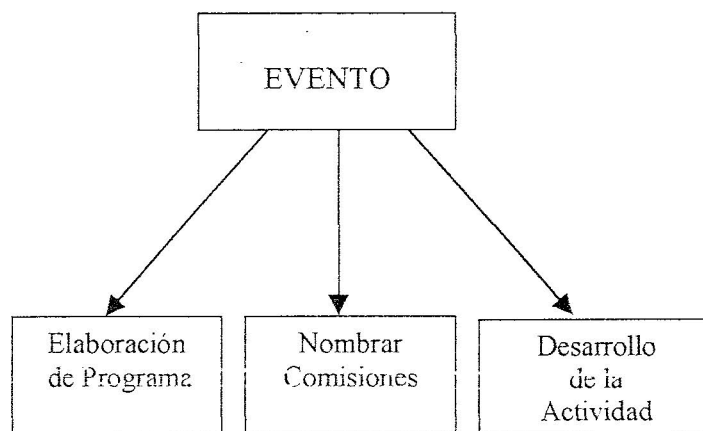 EVENTO
Elaboración
de Programa
Nombrar
Comisiones
Desarrollo
de la
Actividad